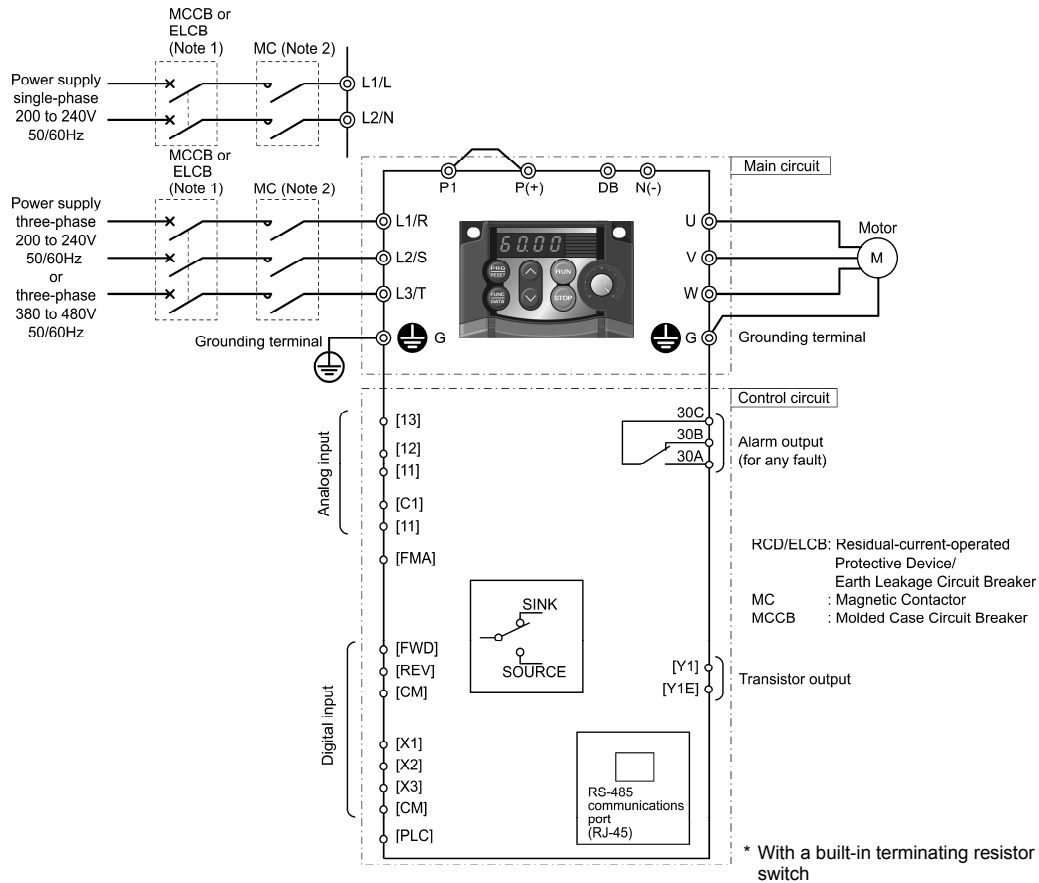 MCCB or
ELCB
(Note 1)
MC (Note 2)
Power supply
single-phase
200 to 240V
50/60Hz
L1/L
L2/N
MCCB or
ELCB
(Note 1)
MC (Note 2)
Power supply
three-phase
200 to 240V
50/60Hz
or
three-phase
380 to 480V
50/60Hz
Main circuit
P1
P(+)
DB
N(-)
L1/R
L2/S
L3/T
Grounding terminal
G
60.00
PRG
RESET
RUN
FUNC
DATA
STOP
U
V
W
G
Motor
M
Grounding terminal
Control circuit
Analog input
[13]
[12]
[11]
[C1]
[11]
[FMA]
30C
30B
30A
Alarm output
(for any fault)
RCD/ELCB: Residual-current-operated
Protective Device/
Earth Leakage Circuit Breaker
MC : Magnetic Contactor
MCCB : Molded Case Circuit Breaker
SINK
SOURCE
Digital input
[FWD]
[REV]
[CM]
[X1]
[X2]
[X3]
[CM]
[PLC]
[Y1]
[Y1E]
Transistor output
RS-485
communications
port
(RJ-45)
* With a built-in terminating resistor
switch